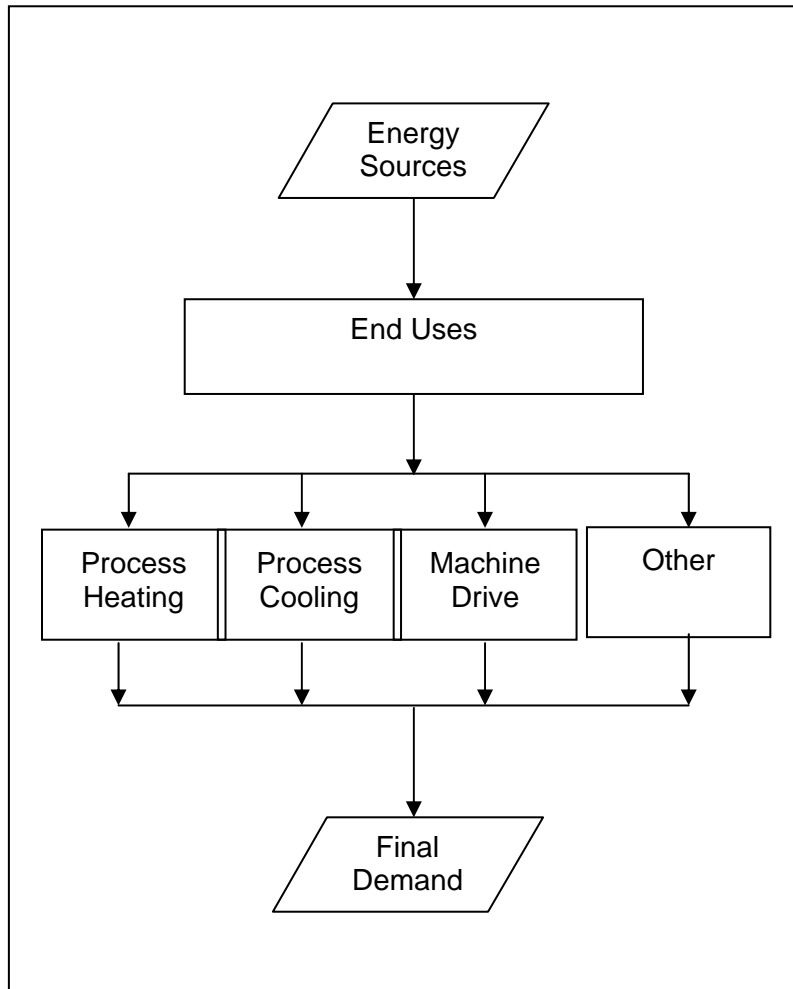 Energy
Sources
End Uses
Process
Heating
Process
Cooling
Machine
Drive
Other
Final
Demand